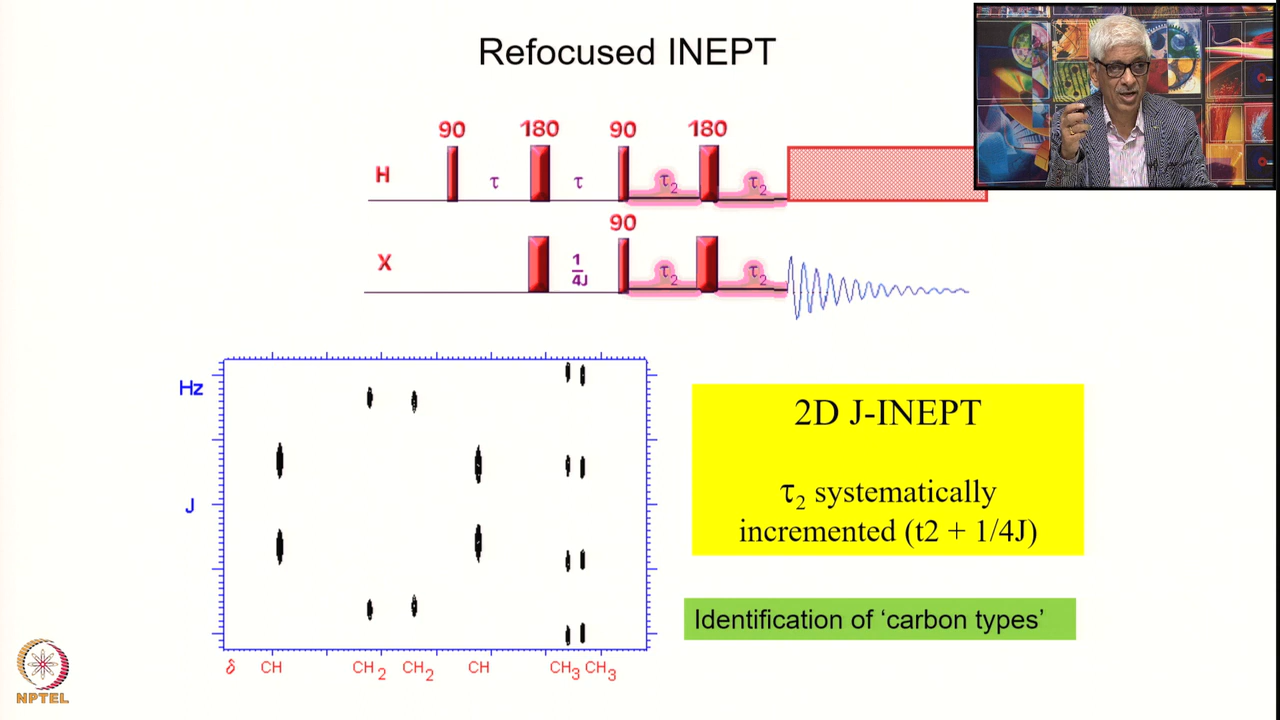 Refocused INEPT
90 180 90 180
H τ τ τ2 τ2
90
X 1/4J τ2 τ2
Hz
J
δ CH CH2 CH2 CH CH3 CH3
2D J-INEPT
τ2 systematically
incremented (t2 + 1/4J)
Identification of ‘carbon types’
NPTEL